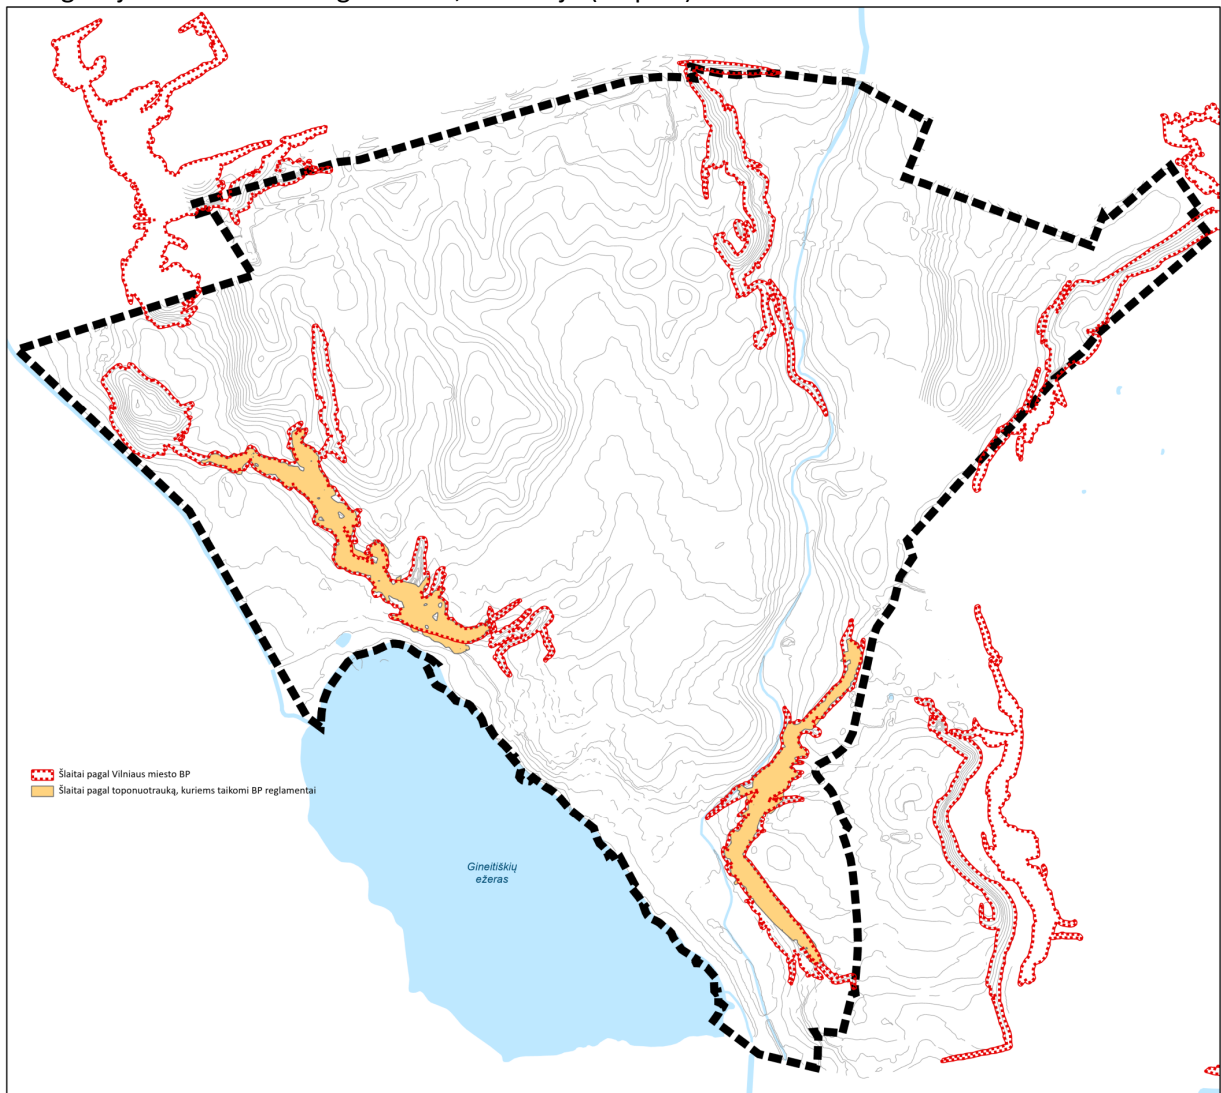 Šlaitai pagal Vilniaus miesto BP
Šlaitai pagal toponuotrauką, kuriems taikomi BP reglamentai
Gineitiškių
ežeras